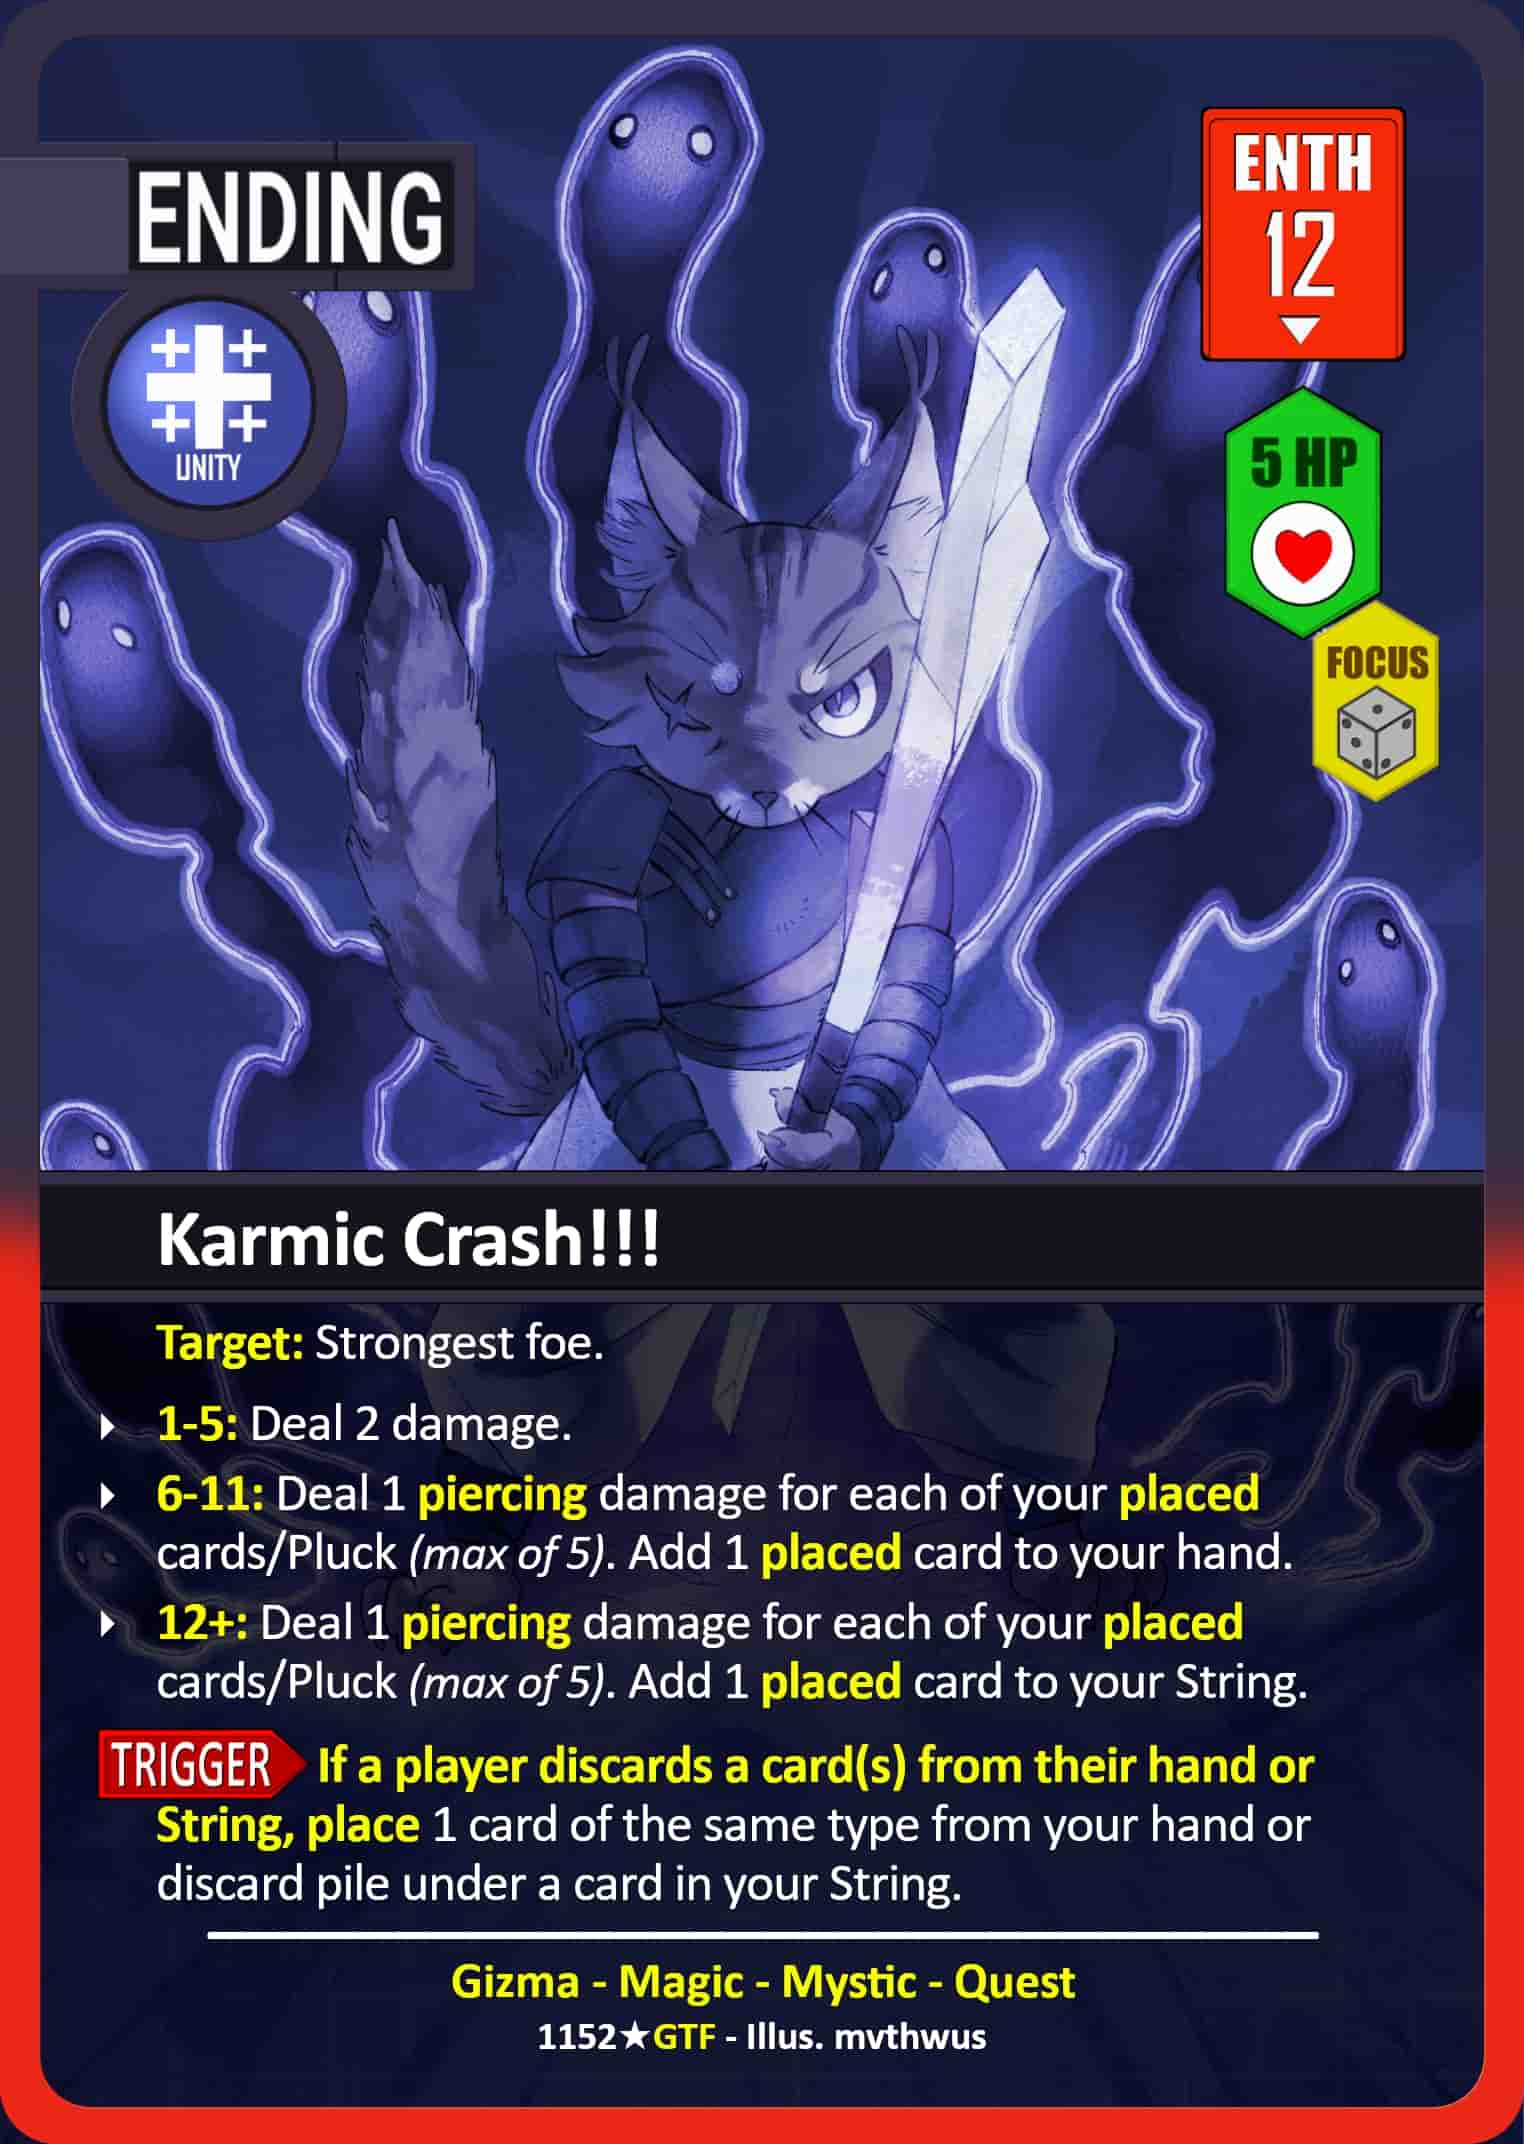 ENDING
UNITY
ENTH
12
5 HP
FOCUS
Karmic Crash!!!
Target: Strongest foe.
1-5: Deal 2 damage.
6-11: Deal 1 piercing damage for each of your placed
cards/Pluck (max of 5). Add 1 placed card to your hand.
12+: Deal 1 piercing damage for each of your placed
cards/Pluck (max of 5). Add 1 placed card to your String.
TRIGGER If a player discards a card(s) from their hand or
String, place 1 card of the same type from your hand or
discard pile under a card in your String.
Gizma - Magic - Mystic - Quest
1152★GTF - Illus. mvthwus